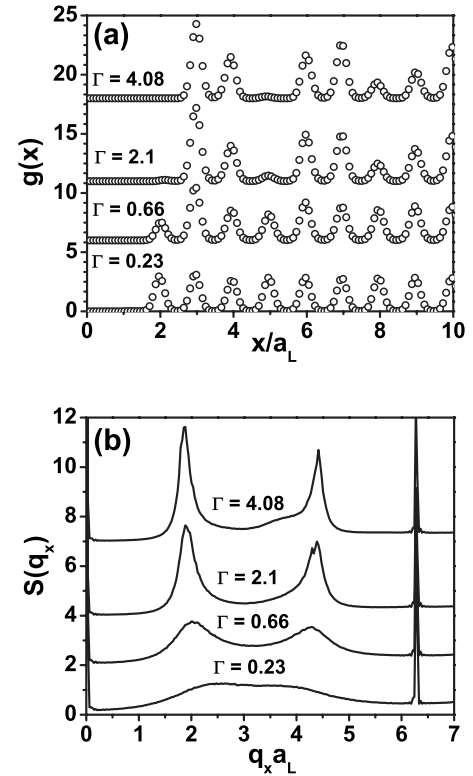 (a)
25
20
15
10
5
0
g(x)
Γ = 4.08
Γ = 2.1
Γ = 0.66
Γ = 0.23
0 2 4 6 8 10
x/a_L
(b)
12
10
8
6
4
2
0
S(q_x)
Γ = 4.08
Γ = 2.1
Γ = 0.66
Γ = 0.23
0 1 2 3 4 5 6 7
q_x a_L